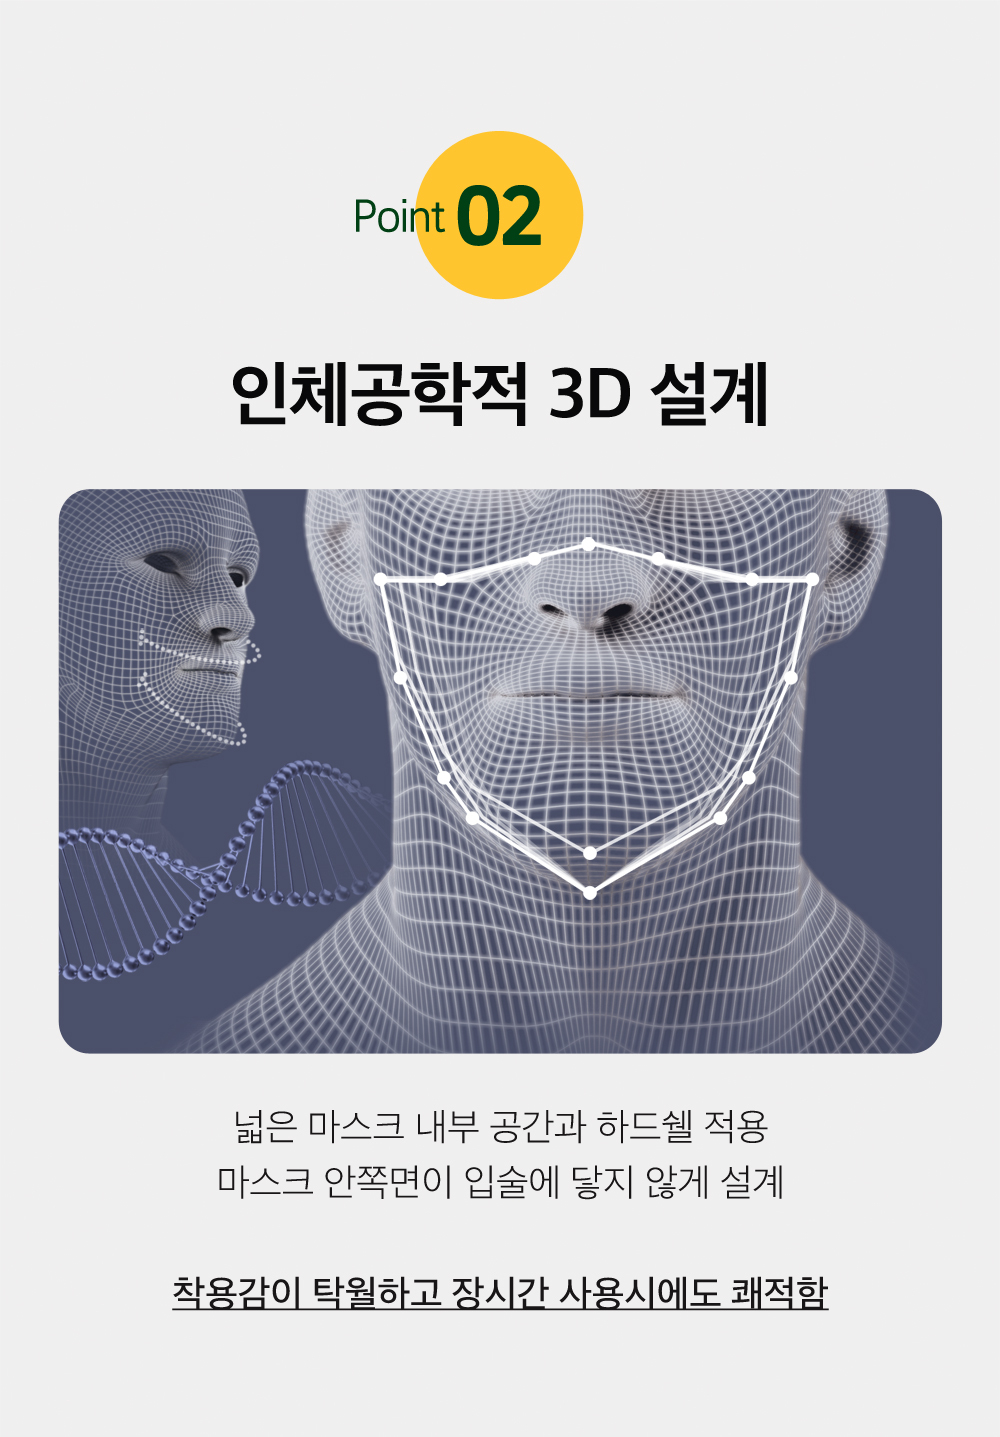 Point 02
인체공학적 3D 설계
넓은 마스크 내부 공간과 하드쉘 적용
마스크 안쪽면이 입술에 닿지 않게 설계
착용감이 탁월하고 장시간 사용시에도 쾌적함